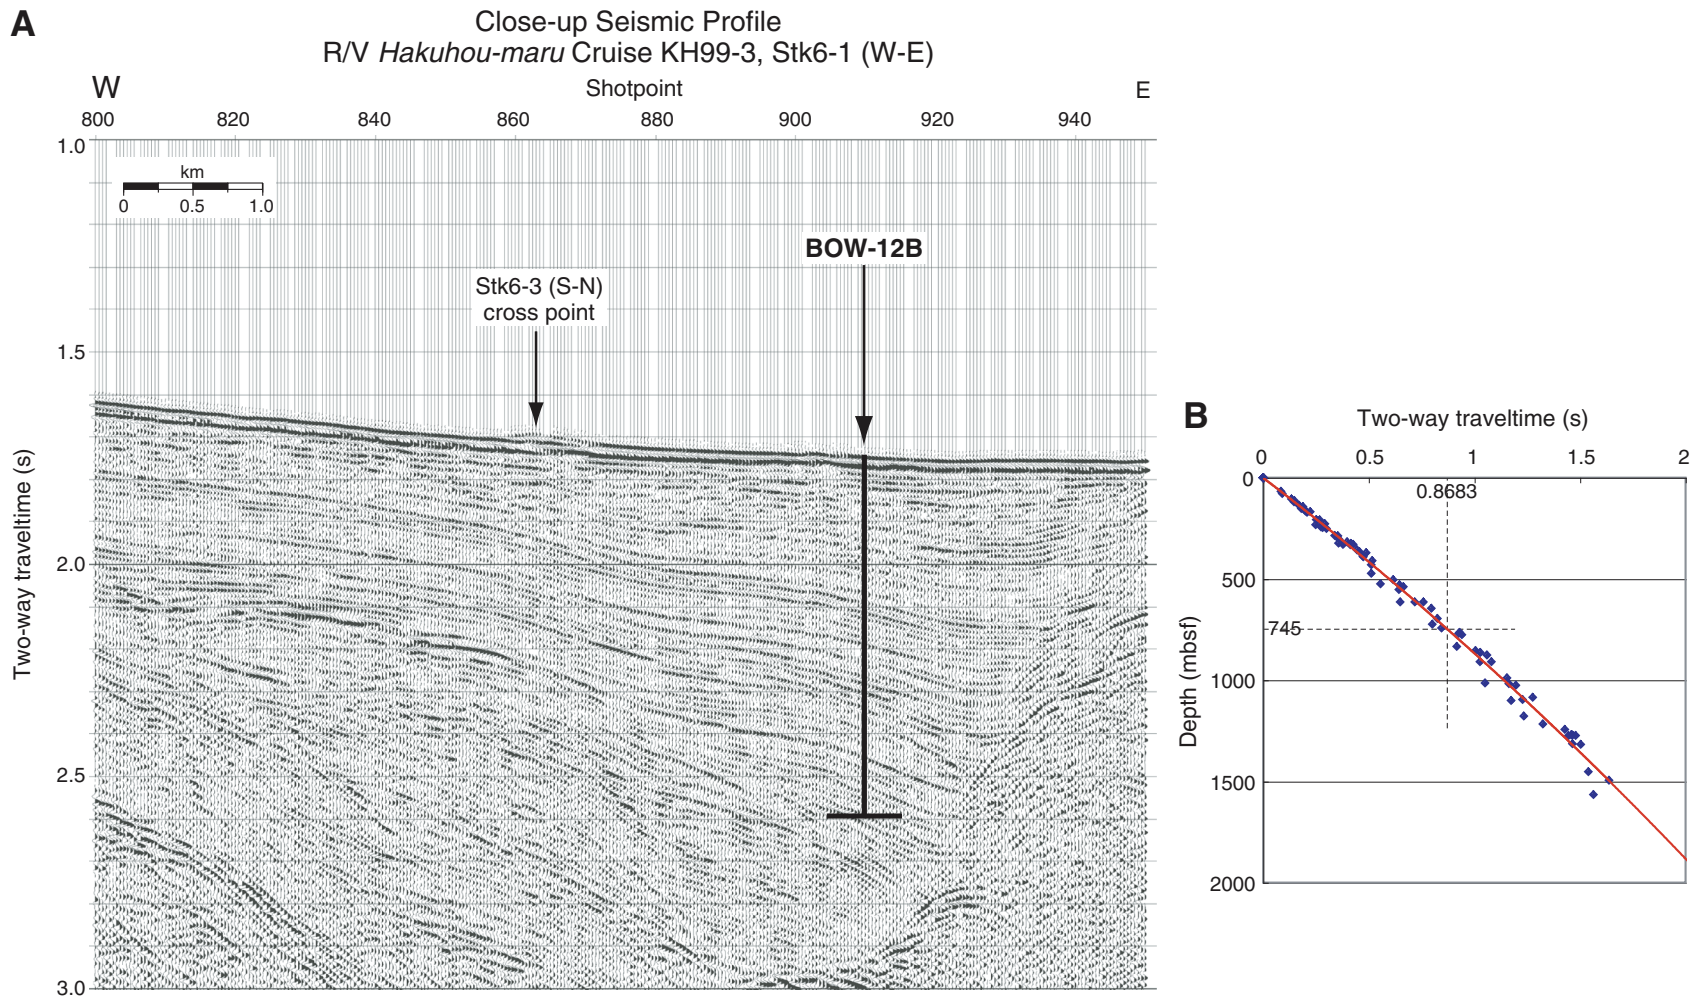 A
Close-up Seismic Profile
R/V Hakuhou-maru Cruise KH99-3, Stk6-1 (W-E)
W
Shotpoint
E
800 820 840 860 880 900 920 940
1.0
km
0 0.5 1.0
BOW-12B
Stk6-3 (S-N)
cross point
1.5
2.0
2.5
3.0
Two-way traveltime (s)
B
Two-way traveltime (s)
0 0.5 1 1.5 2
0
0.8683
500
745
1000
1500
2000
Depth (mbsf)